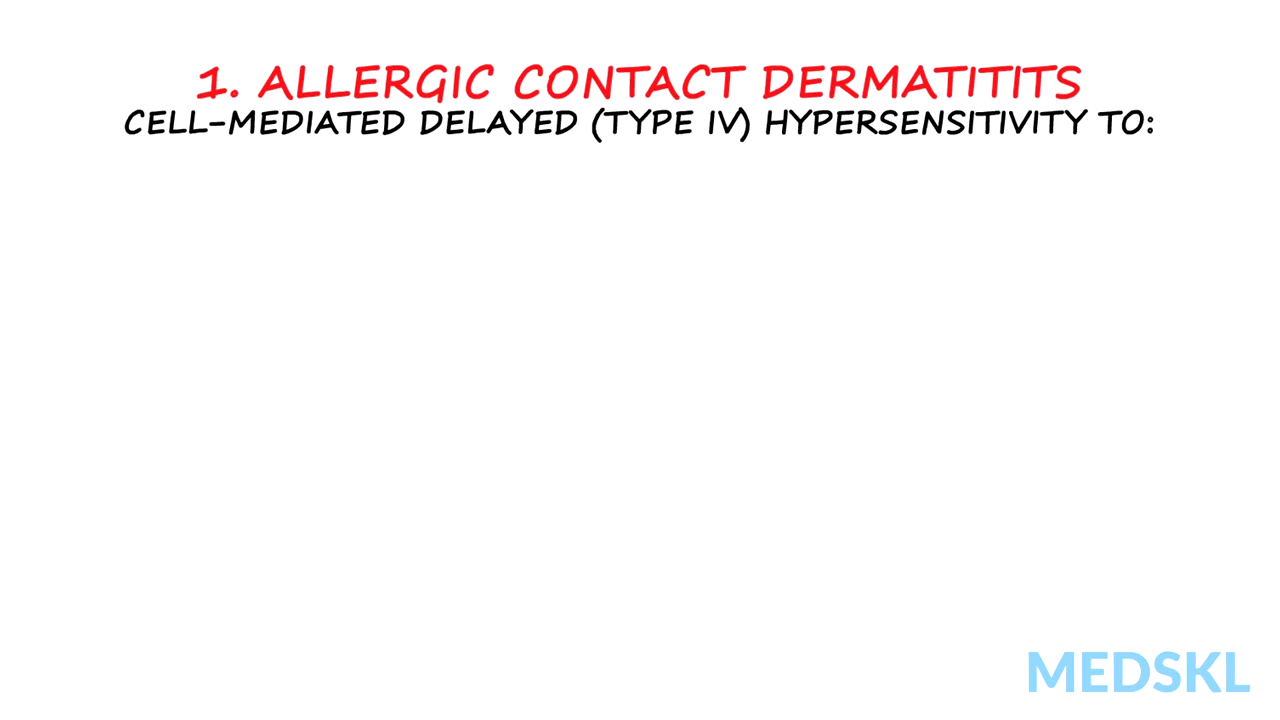 1. ALLERGIC CONTACT DERMATITITS
CELL-MEDIATED DELAYED (TYPE IV) HYPERSENSITIVITY TO:
MEDSKL